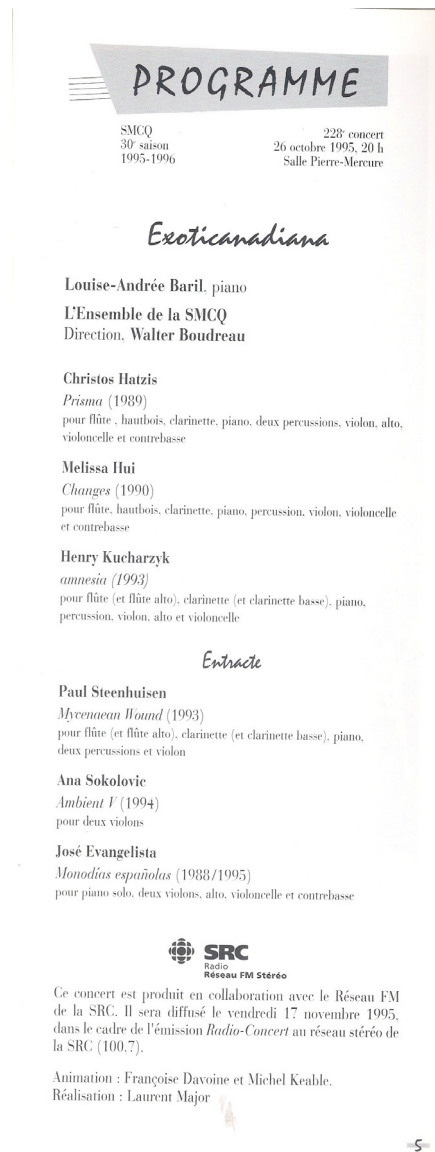 PROGRAMME
SMCQ
30e saison
1995-1996
228e concert
26 octobre 1995, 20 h
Salle Pierre-Mercure
Exoticanadiana
Louise-Andrée Baril, piano
L'Ensemble de la SMCQ
Direction, Walter Boudreau
Christos Hatzis
Prisma (1989)
pour flûte , hautbois, clarinette, piano, deux percussions, violon, alto,
violoncelle et contrebasse
Melissa Hui
Changes (1990)
pour flûte, hautbois, clarinette, piano, percussion, violon, violoncelle
et contrebasse
Henry Kucharzyk
amnesia (1993)
pour flûte (et flûte alto), clarinette (et clarinette basse), piano,
percussion, violon, alto et violoncelle
Entracte
Paul Steenhuisen
Mycenaean Wound (1993)
pour flûte (et flûte alto), clarinette (et clarinette basse), piano,
deux percussions et violon
Ana Sokolovic
Ambient V (1994)
pour deux violons
José Evangelista
Monodías españolas (1988/1995)
pour piano solo, deux violons, alto, violoncelle et contrebasse
SRC
Radio
Réseau FM Stéréo
Ce concert est produit en collaboration avec le Réseau FM
de la SRC. Il sera diffusé le vendredi 17 novembre 1995,
dans le cadre de l'émission Radio-Concert au réseau stéréo de
la SRC (100.7).
Animation : Françoise Davoine et Michel Keable.
Réalisation : Laurent Major
5